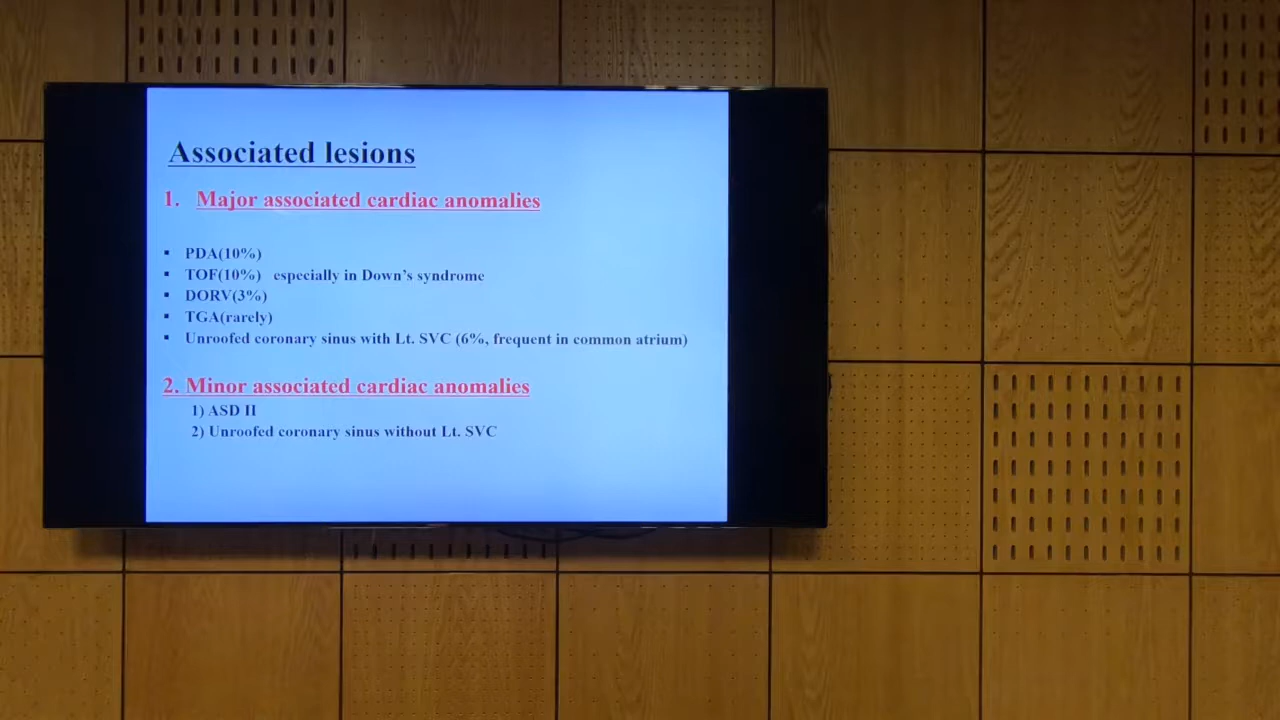 Associated lesions
1. Major associated cardiac anomalies
▪ PDA(10%)
▪ TOF(10%) especially in Down's syndrome
▪ DORV(3%)
▪ TGA(rarely)
▪ Unroofed coronary sinus with Lt. SVC (6%, frequent in common atrium)
2. Minor associated cardiac anomalies
1) ASD II
2) Unroofed coronary sinus without Lt. SVC